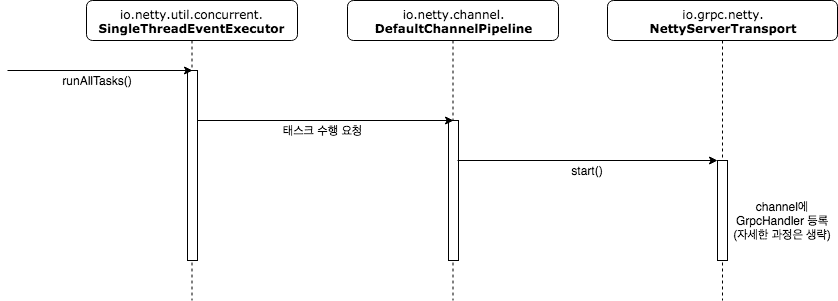 io.netty.util.concurrent.
SingleThreadEventExecutor
io.netty.channel.
DefaultChannelPipeline
io.grpc.netty.
NettyServerTransport
runAllTasks()
태스크 수행 요청
start()
channel에
GrpcHandler 등록
(자세한 과정은 생략)